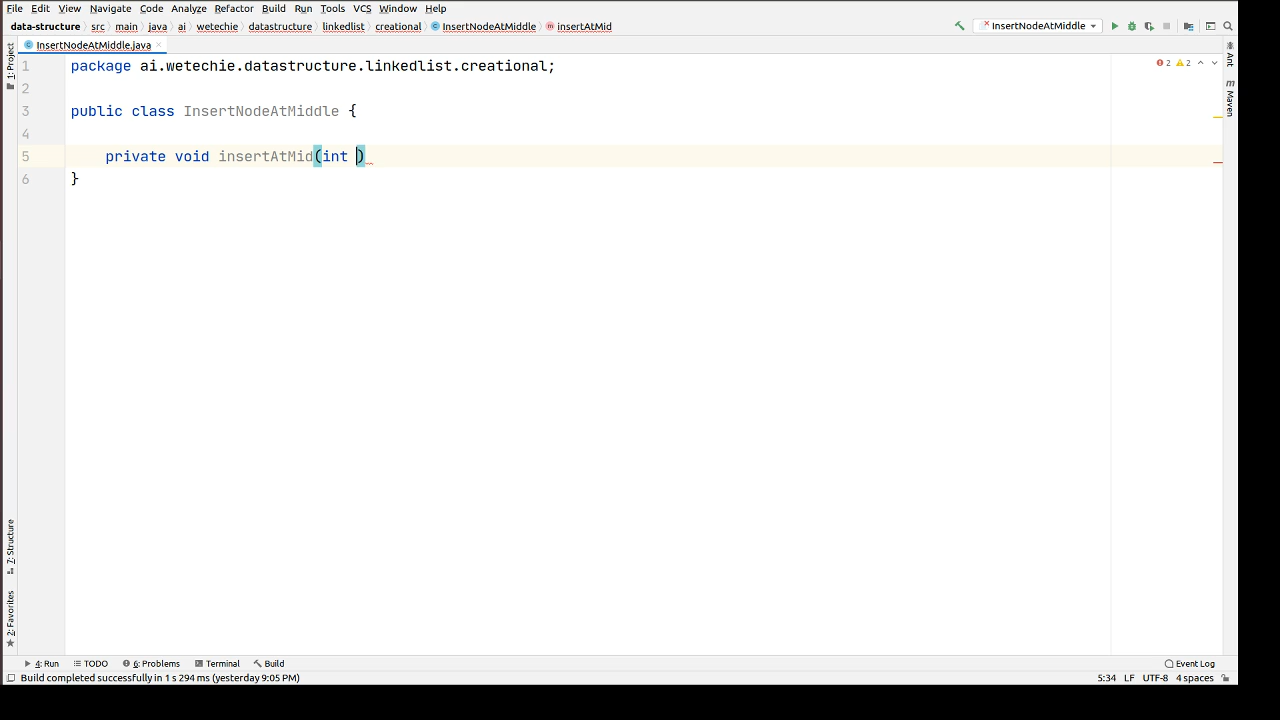 File Edit View Navigate Code Analyze Refactor Build Run Tools VCS Window Help
data-structure src main java ai wetechie datastructure linkedlist creational InsertNodeAtMiddle insertAtMid InsertNodeAtMiddle
InsertNodeAtMiddle.java
1: Project
Ant
Maven
2 2
1 package ai.wetechie.datastructure.linkedlist.creational;
2
3 public class InsertNodeAtMiddle {
4
5 private void insertAtMid(int )
6 }
7: Structure
2: Favorites
4: Run TODO 6: Problems Terminal Build Event Log
Build completed successfully in 1 s 294 ms (yesterday 9:05 PM) 5:34 LF UTF-8 4 spaces